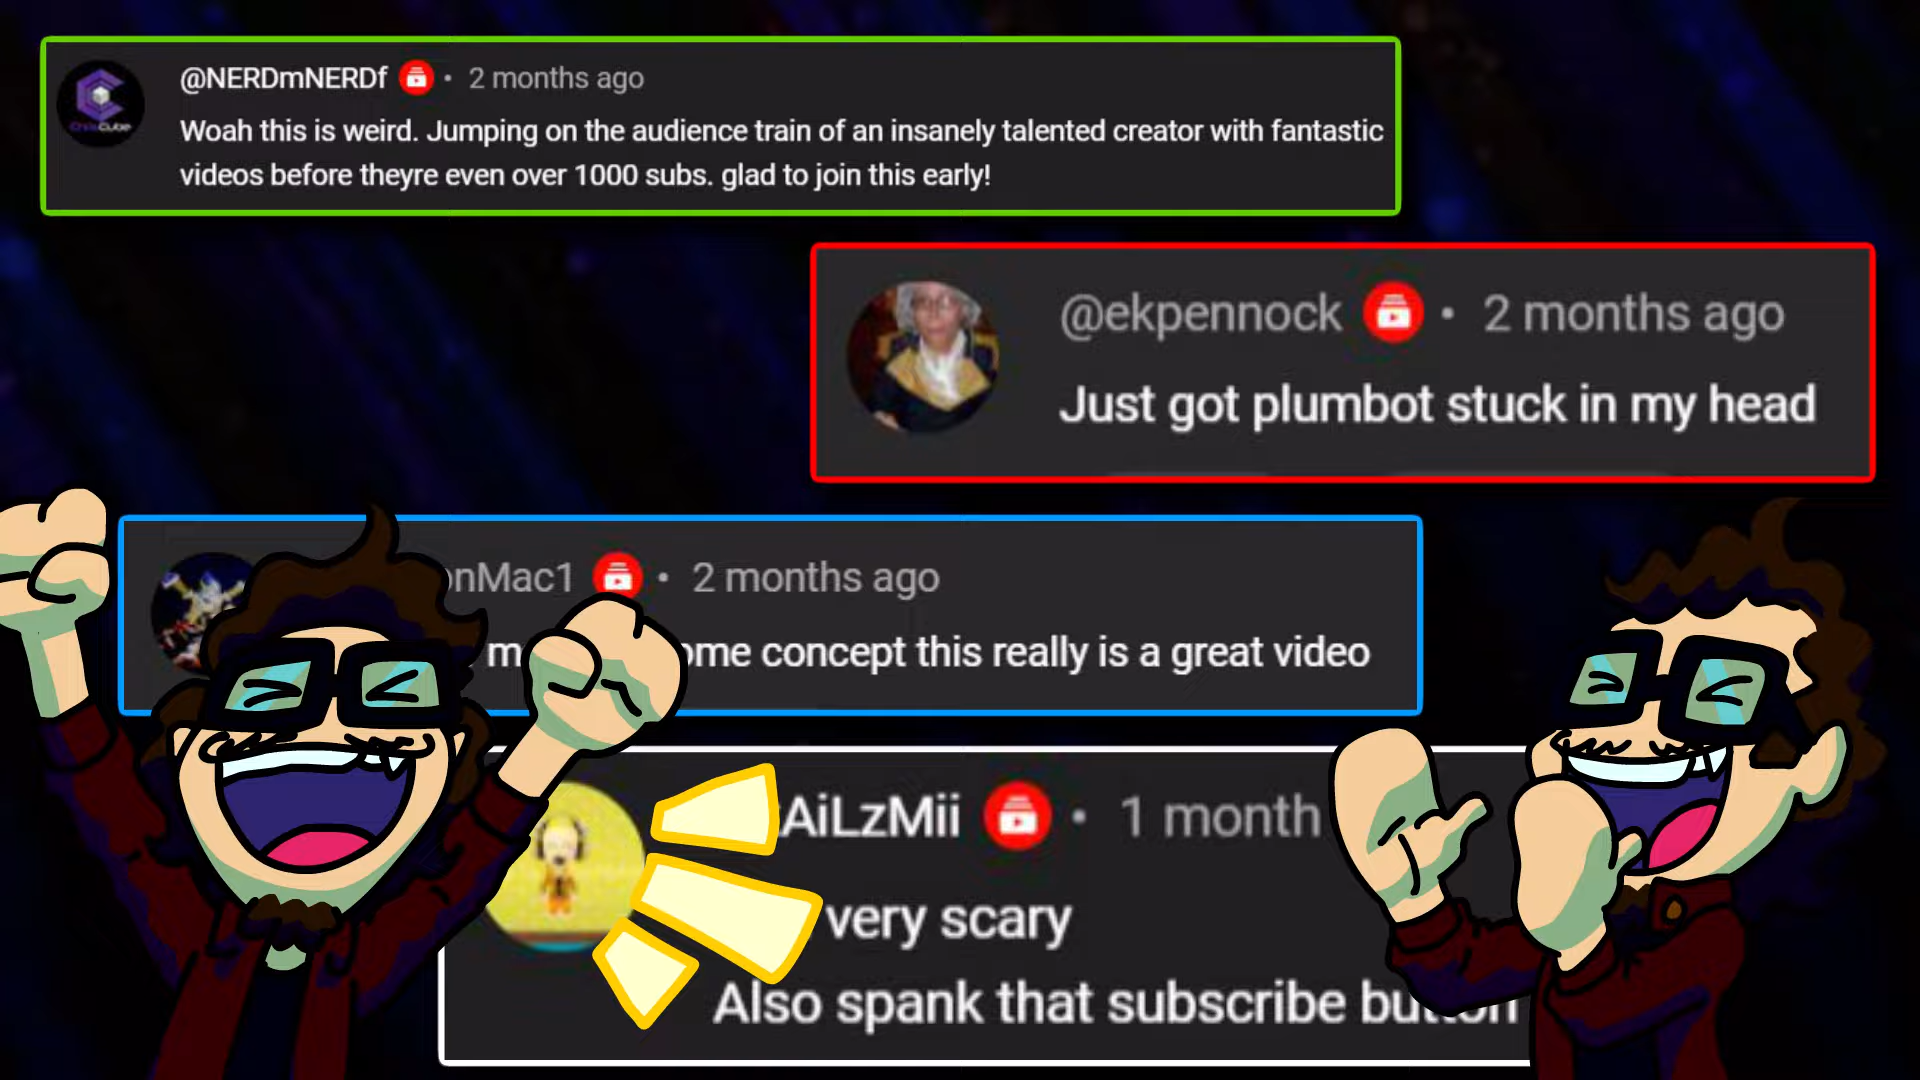 @NERDmNERDf • 2 months ago
Woah this is weird. Jumping on the audience train of an insanely talented creator with fantastic
videos before theyre even over 1000 subs. glad to join this early!
@ekpennock • 2 months ago
Just got plumbot stuck in my head
onMac1 • 2 months ago
concept this really is a great video
AiLzMii • 1 month
very scary
Also spank that subscribe button